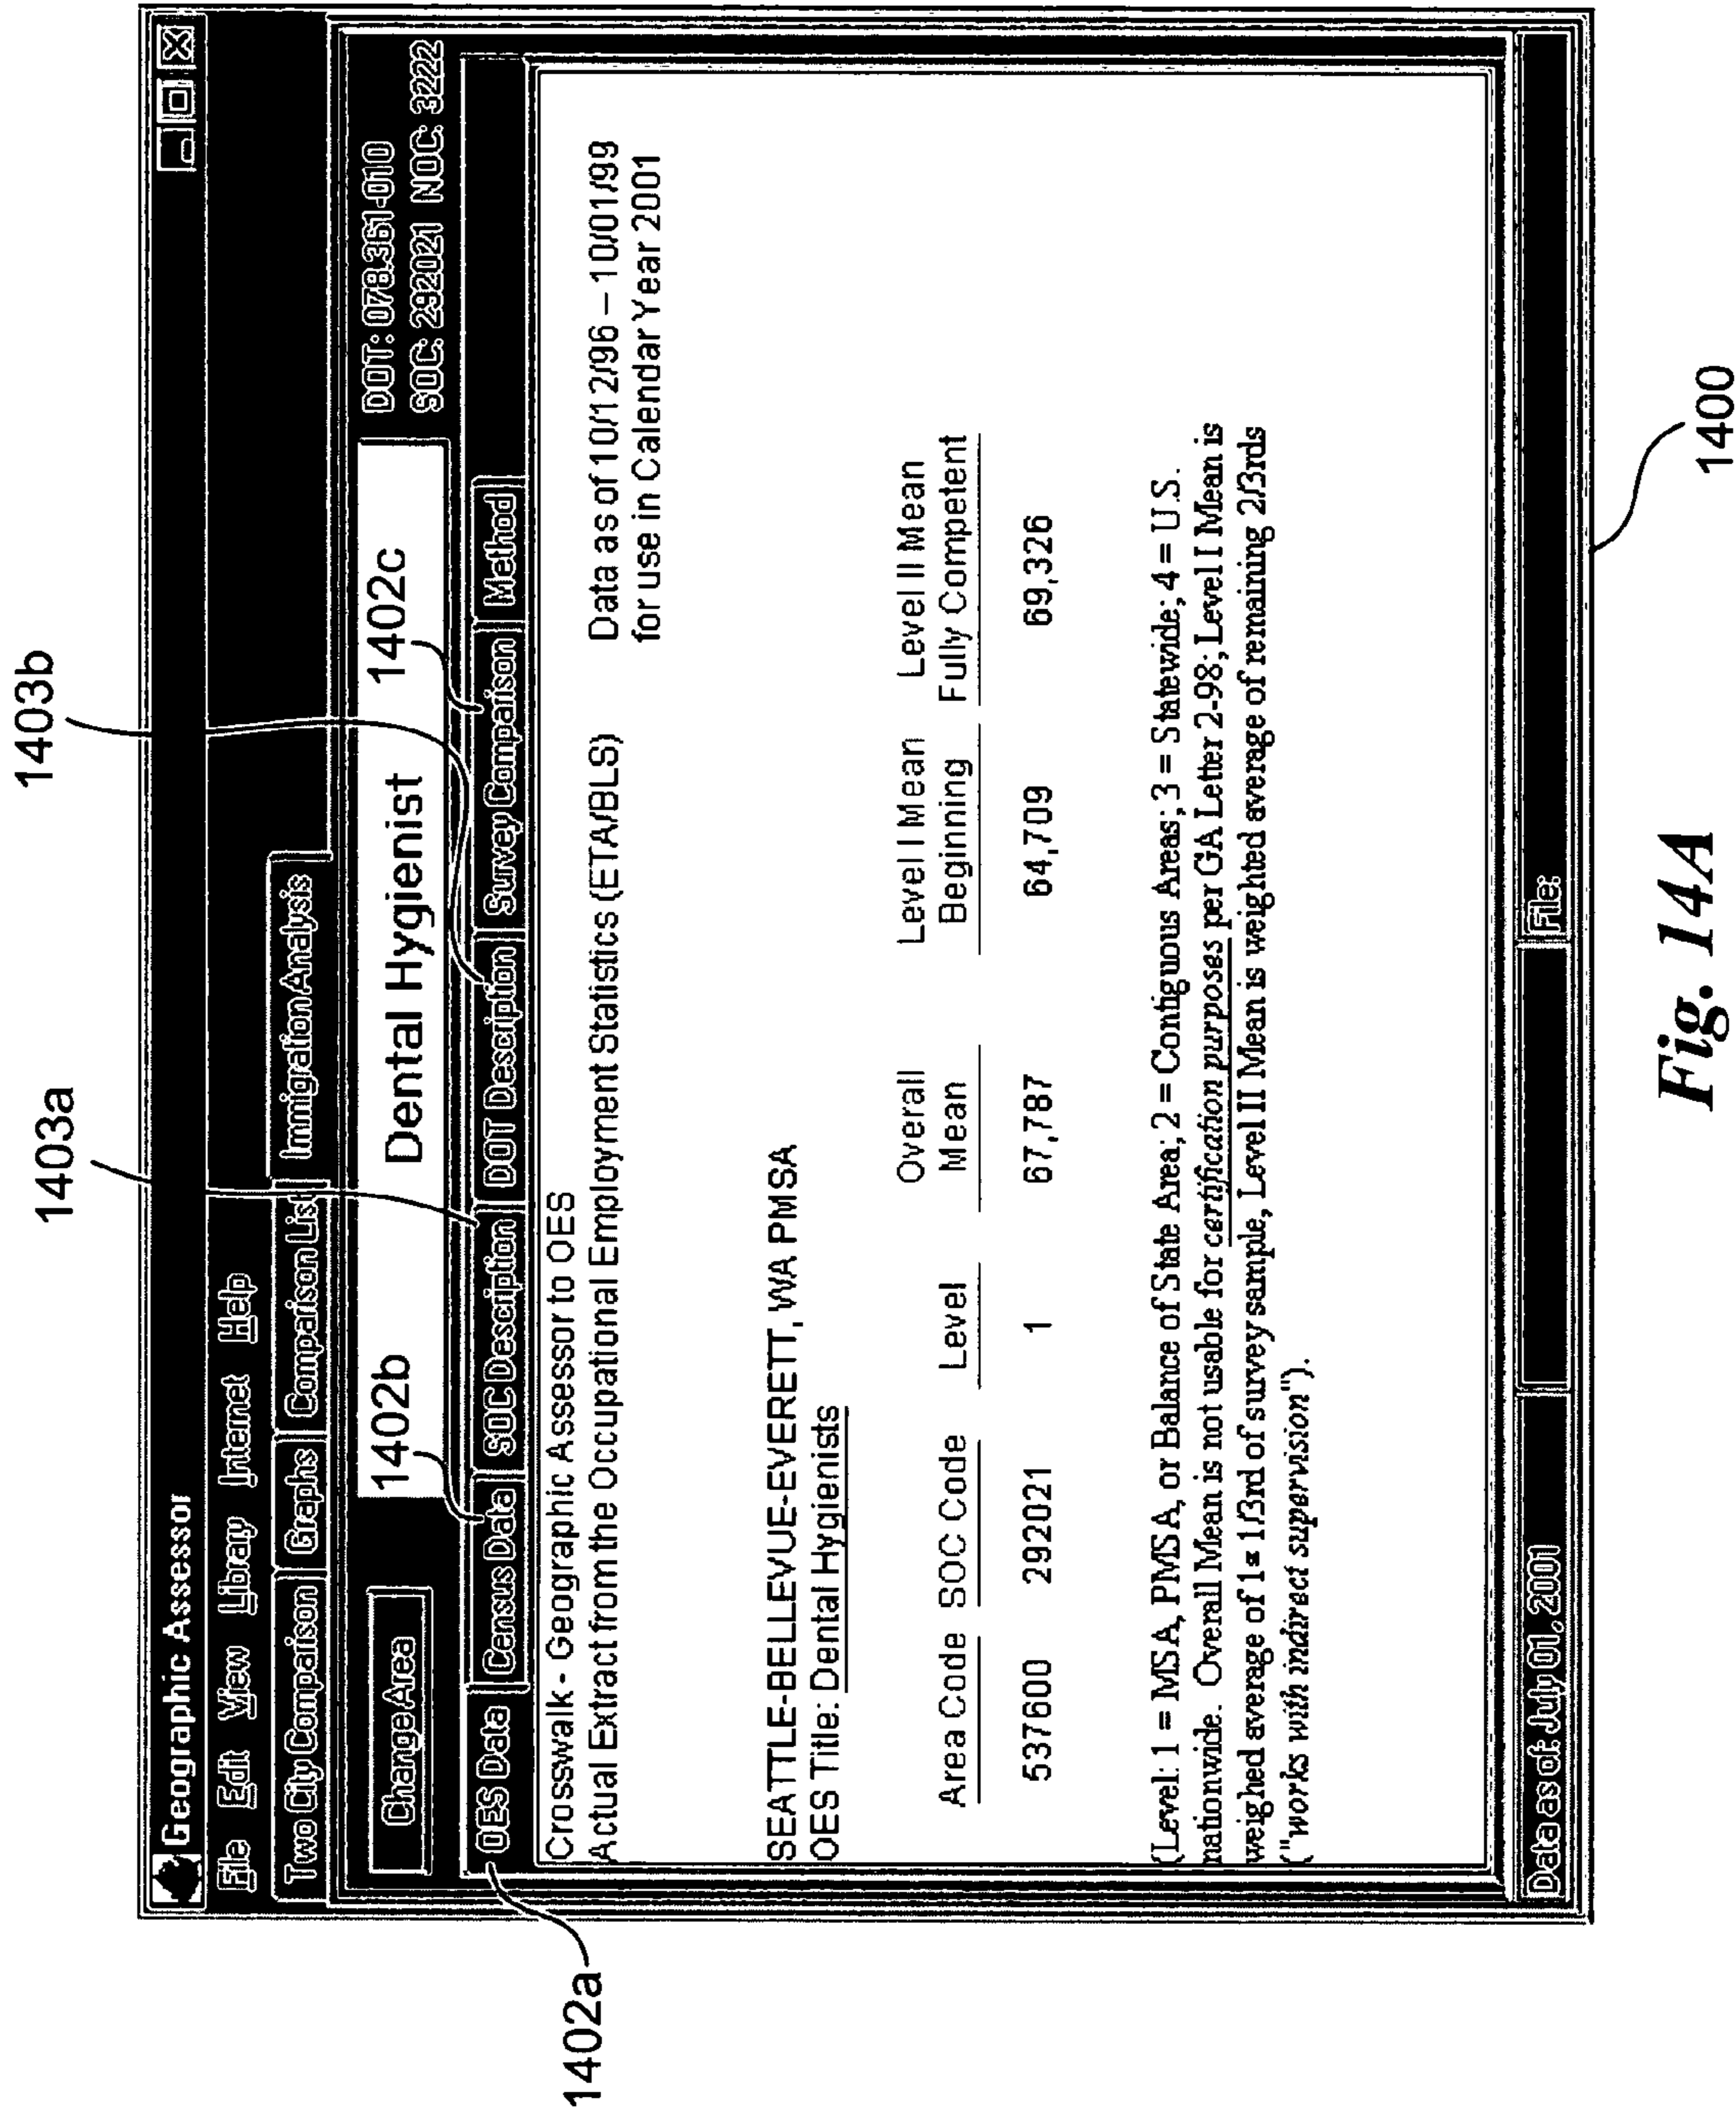 1403a
1403b
Geographic Assessor
File Edit View Library Internet Help
Two City Comparison Graphs Comparison List Immigration Analysis
Change Area
1402b
Dental Hygienist
1402c
DOT: 078.361-010
SOC: 292021 NOC: 3222
1402a
OES Data Census Data SOC Description DOT Description Survey Comparison Method
Crosswalk - Geographic Assessor to OES
Actual Extract from the Occupational Employment Statistics (ETA/BLS)
Data as of 10/12/96 – 10/01/99
for use in Calendar Year 2001
SEATTLE-BELLEVUE-EVERETT, WA PMSA
OES Title: Dental Hygienists
Overall Level I Mean Level II Mean
Area Code SOC Code Level Mean Beginning Fully Competent
537600 292021 1 67,787 64,709 69,326
(Level: 1 = MSA, PMSA, or Balance of State Area; 2 = Contiguous Areas; 3 = Statewide; 4 = U.S.
nationwide. Overall Mean is not usable for certification purposes per GA Letter 2-98; Level I Mean is
weighed average of 1st 1/3rd of survey sample, Level II Mean is weighted average of remaining 2/3rds
("works with indirect supervision").
Data as of: July 01, 2001
File:
1400
Fig. 14A